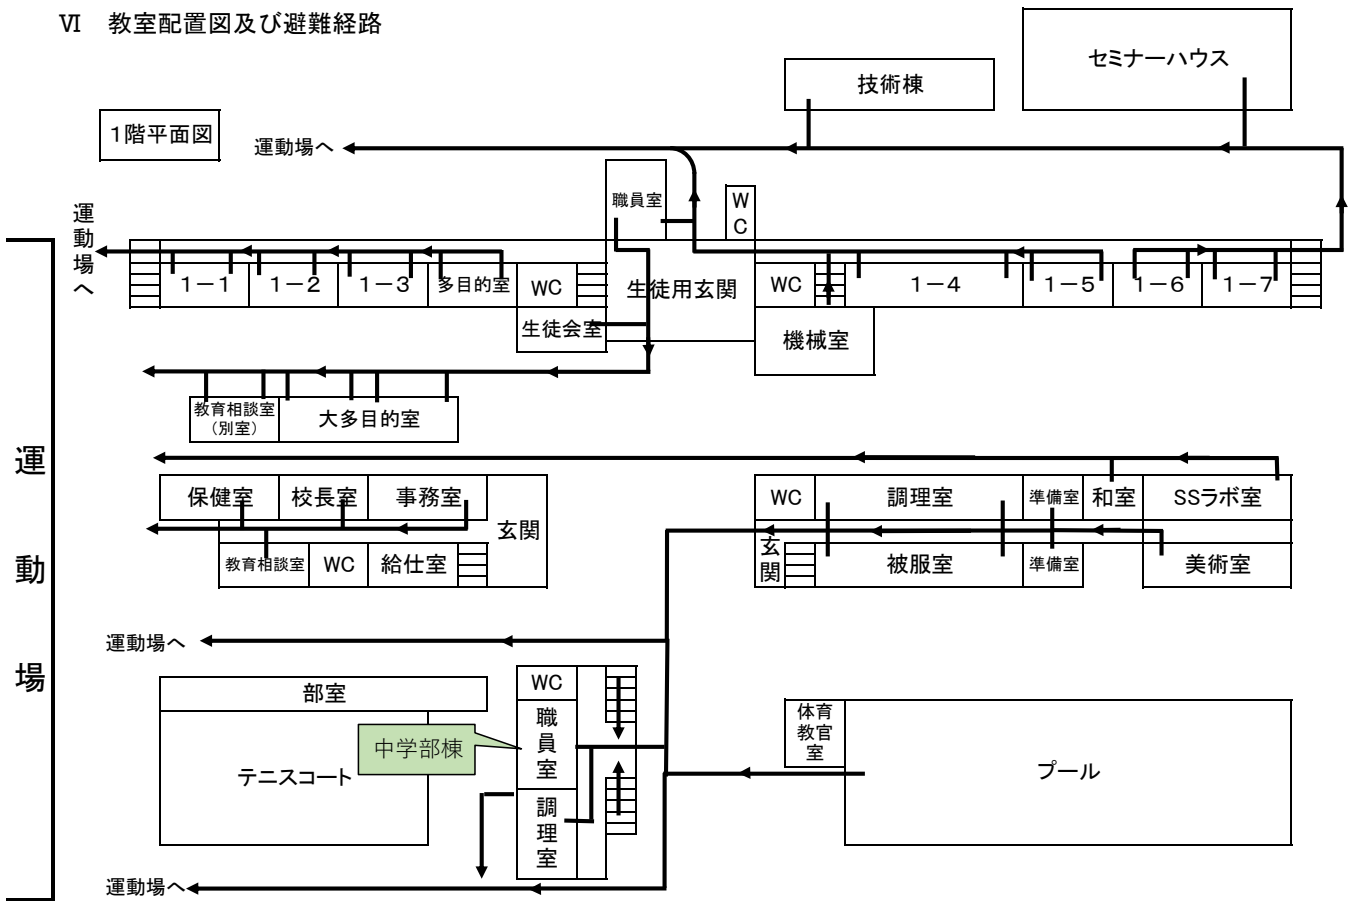 Ⅵ　教室配置図及び避難経路
セミナーハウス
技術棟
1階平面図
運動場へ
職員室
WC
運動場へ
1－1
1－2
1－3
多目的室
WC
生徒用玄関
WC
1－4
1－5
1－6
1－7
生徒会室
機械室
教育相談室
（別室）
大多目的室
運動場
保健室
校長室
事務室
玄関
WC
調理室
準備室
和室
SSラボ室
教育相談室
WC
給仕室
玄関
被服室
準備室
美術室
運動場へ
部室
WC
職員室
中学部棟
テニスコート
調理室
体育
教官
室
プール
運動場へ